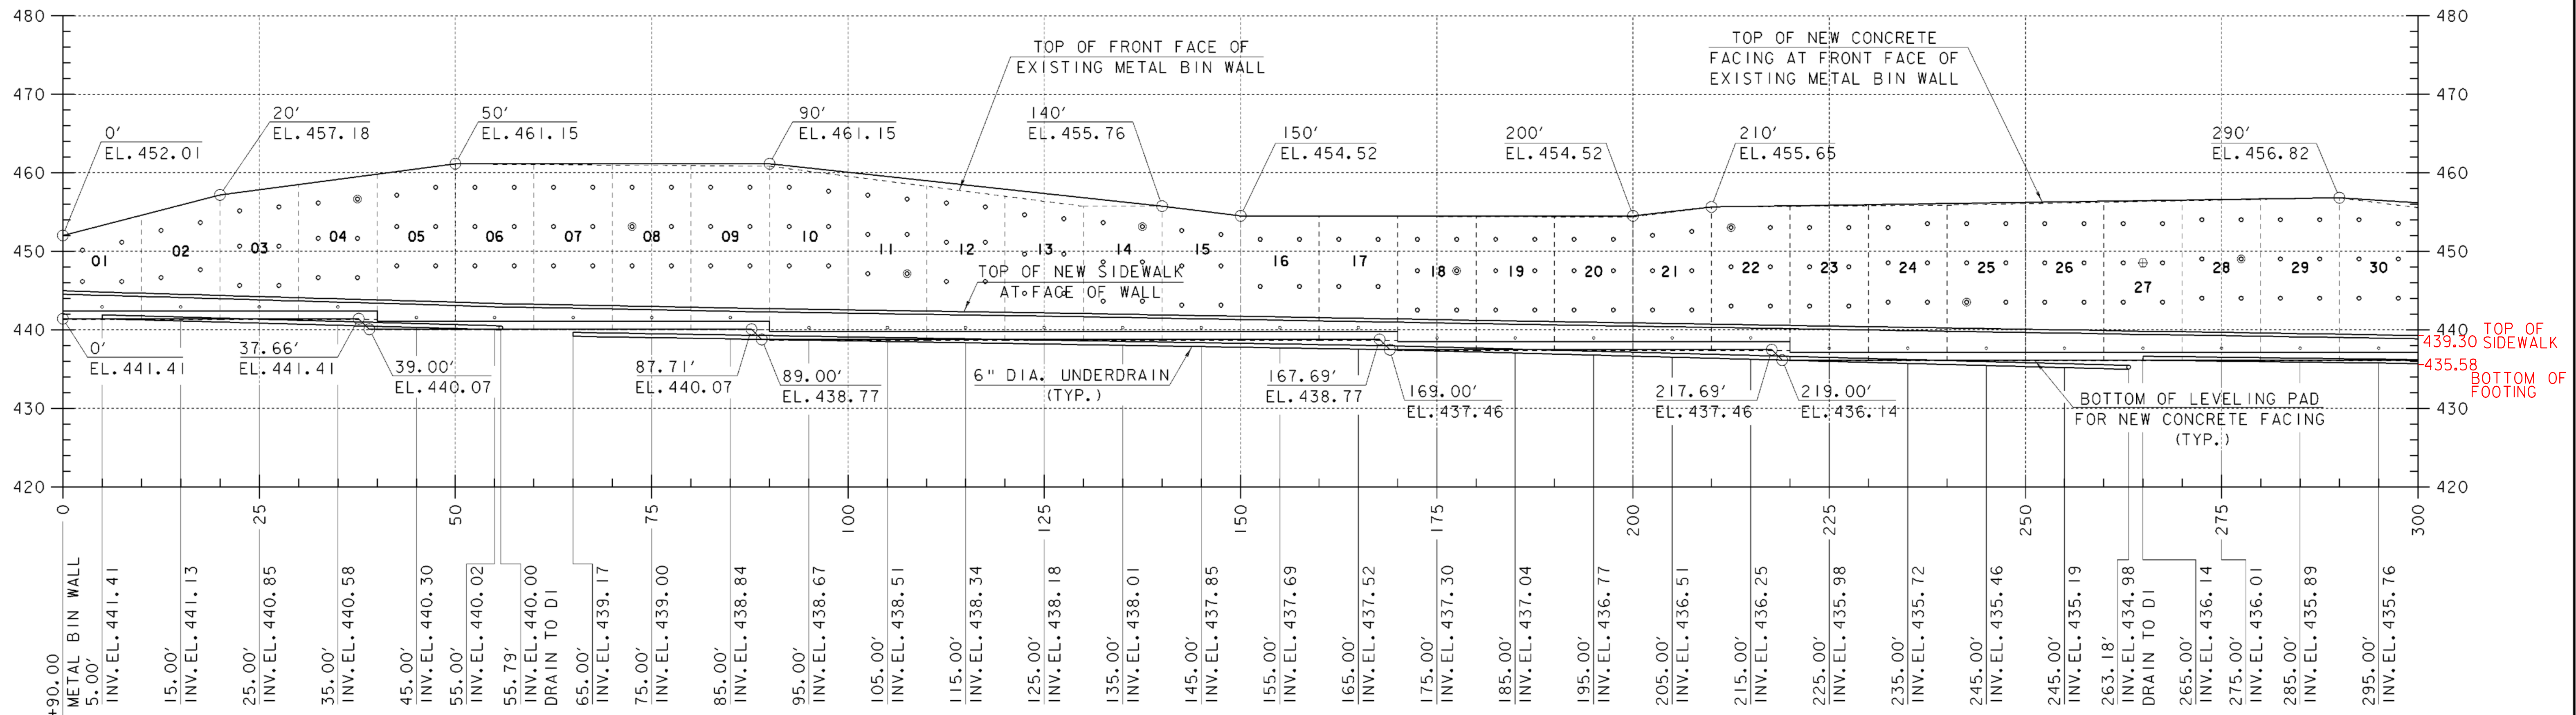 480
470
460
450
440
430
420
480
470
460
450
440
430
420
0'
EL.452.01
20'
EL.457.18
50'
EL.461.15
90'
EL.461.15
TOP OF FRONT FACE OF
EXISTING METAL BIN WALL
140'
EL.455.76
150'
EL.454.52
200'
EL.454.52
210'
EL.455.65
TOP OF NEW CONCRETE
FACING AT FRONT FACE OF
EXISTING METAL BIN WALL
290'
EL.456.82
01
02
03
04
05
06
07
08
09
10
11
12
13
14
15
16
17
18
19
20
21
22
23
24
25
26
27
28
29
30
TOP OF NEW SIDEWALK
AT FACE OF WALL
0'
EL.441.41
37.66'
EL.441.41
39.00'
EL.440.07
87.71'
EL.440.07
89.00'
EL.438.77
6" DIA. UNDERDRAIN
(TYP.)
167.69'
EL.438.77
169.00'
EL.437.46
217.69'
EL.437.46
219.00'
EL.436.14
BOTTOM OF LEVELING PAD
FOR NEW CONCRETE FACING
(TYP.)
439.30
TOP OF
SIDEWALK
435.58
BOTTOM OF
FOOTING
0
25
50
75
100
125
150
175
200
225
250
275
300
+90.00
METAL BIN WALL
5.00'
INV.EL.441.41
15.00'
INV.EL.441.13
25.00'
INV.EL.440.85
35.00'
INV.EL.440.58
45.00'
INV.EL.440.30
55.00'
INV.EL.440.02
55.79'
INV.EL.440.00
DRAIN TO DI
65.00'
INV.EL.439.17
75.00'
INV.EL.439.00
85.00'
INV.EL.438.84
95.00'
INV.EL.438.67
105.00'
INV.EL.438.51
115.00'
INV.EL.438.34
125.00'
INV.EL.438.18
135.00'
INV.EL.438.01
145.00'
INV.EL.437.85
155.00'
INV.EL.437.69
165.00'
INV.EL.437.52
175.00'
INV.EL.437.30
185.00'
INV.EL.437.04
195.00'
INV.EL.436.77
205.00'
INV.EL.436.51
215.00'
INV.EL.436.25
225.00'
INV.EL.435.98
235.00'
INV.EL.435.72
245.00'
INV.EL.435.46
245.00'
INV.EL.435.19
263.18'
INV.EL.434.98
DRAIN TO DI
265.00'
INV.EL.436.14
275.00'
INV.EL.436.01
285.00'
INV.EL.435.89
295.00'
INV.EL.435.76